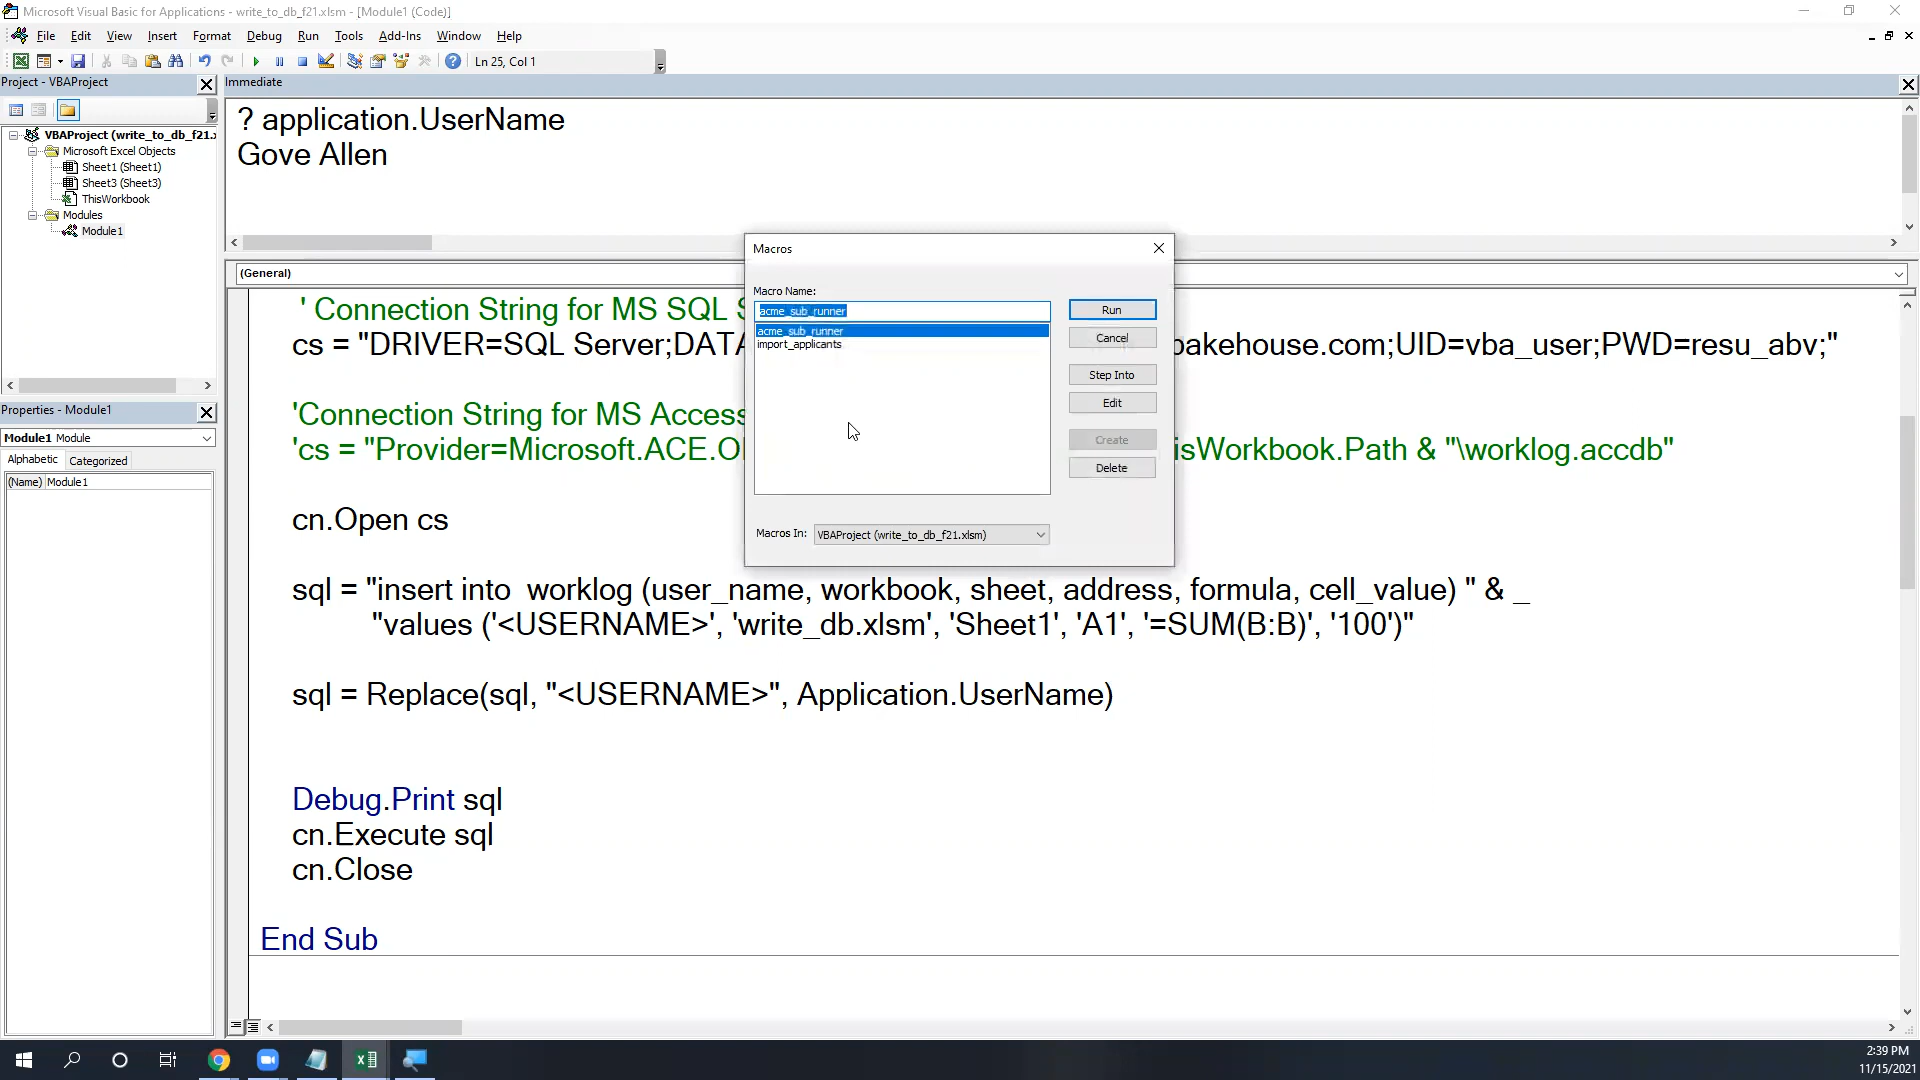 Microsoft Visual Basic for Applications - write_to_db_f21.xlsm - [Module1 (Code)]
File Edit View Insert Format Debug Run Tools Add-Ins Window Help
Ln 25, Col 1
Project - VBAProject
Immediate
VBAProject (write_to_db_f21.x
Microsoft Excel Objects
Sheet1 (Sheet1)
Sheet3 (Sheet3)
ThisWorkbook
Modules
Module1
? application.UserName
Gove Allen
Properties - Module1
Module1 Module
Alphabetic Categorized
(Name) Module1
(General)
' Connection String for MS SQL S
cs = "DRIVER=SQL Server;DATA
bakehouse.com;UID=vba_user;PWD=resu_abv;"
'Connection String for MS Access
'cs = "Provider=Microsoft.ACE.Ol
isWorkbook.Path & "\worklog.accdb"
cn.Open cs
sql = "insert into  worklog (user_name, workbook, sheet, address, formula, cell_value) " & _
"values ('<USERNAME>', 'write_db.xlsm', 'Sheet1', 'A1', '=SUM(B:B)', '100')"
sql = Replace(sql, "<USERNAME>", Application.UserName)
Debug.Print sql
cn.Execute sql
cn.Close
End Sub
Macros
Macro Name:
acme_sub_runner
acme_sub_runner
import_applicants
Run
Cancel
Step Into
Edit
Create
Delete
Macros In: VBAProject (write_to_db_f21.xlsm)
2:39 PM
11/15/2021